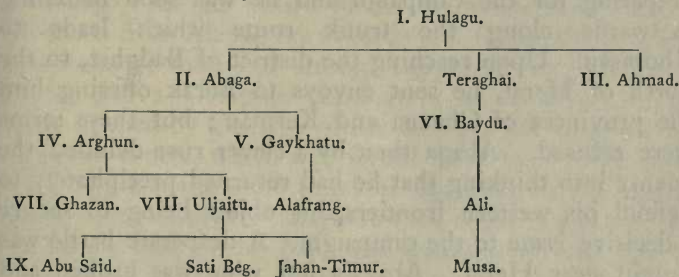 I. Hulagu.
II. Abaga. Teraghai. III. Ahmad.
VI. Baydu.
IV. Arghun. V. Gaykhatu.
VII. Ghazan. VIII. Uljaitu. Alafrang. Ali.
IX. Abu Said. Sati Beg. Jahan-Timur. Musa.